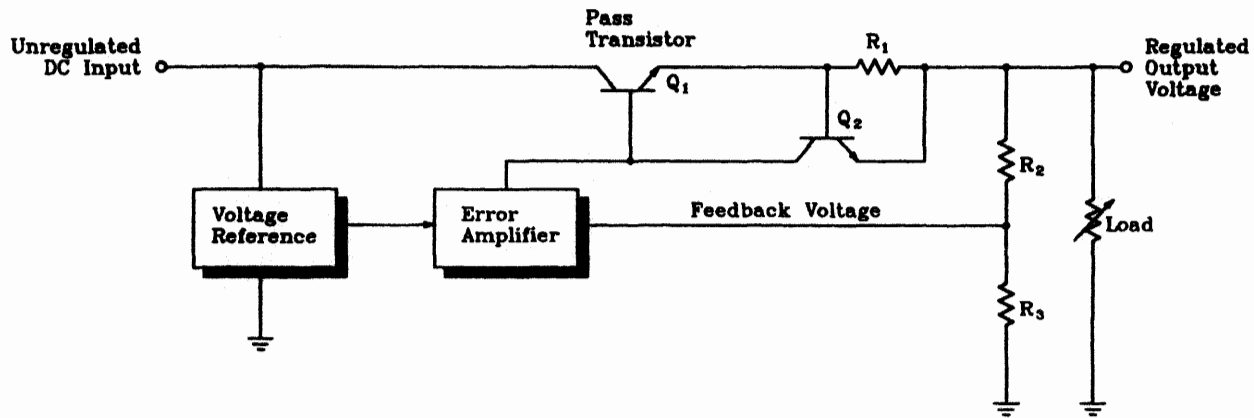 Pass
Transistor
Unregulated
DC Input
R1
Regulated
Output
Voltage
Q1
Q2
R2
Voltage
Reference
Error
Amplifier
Feedback Voltage
Load
R3